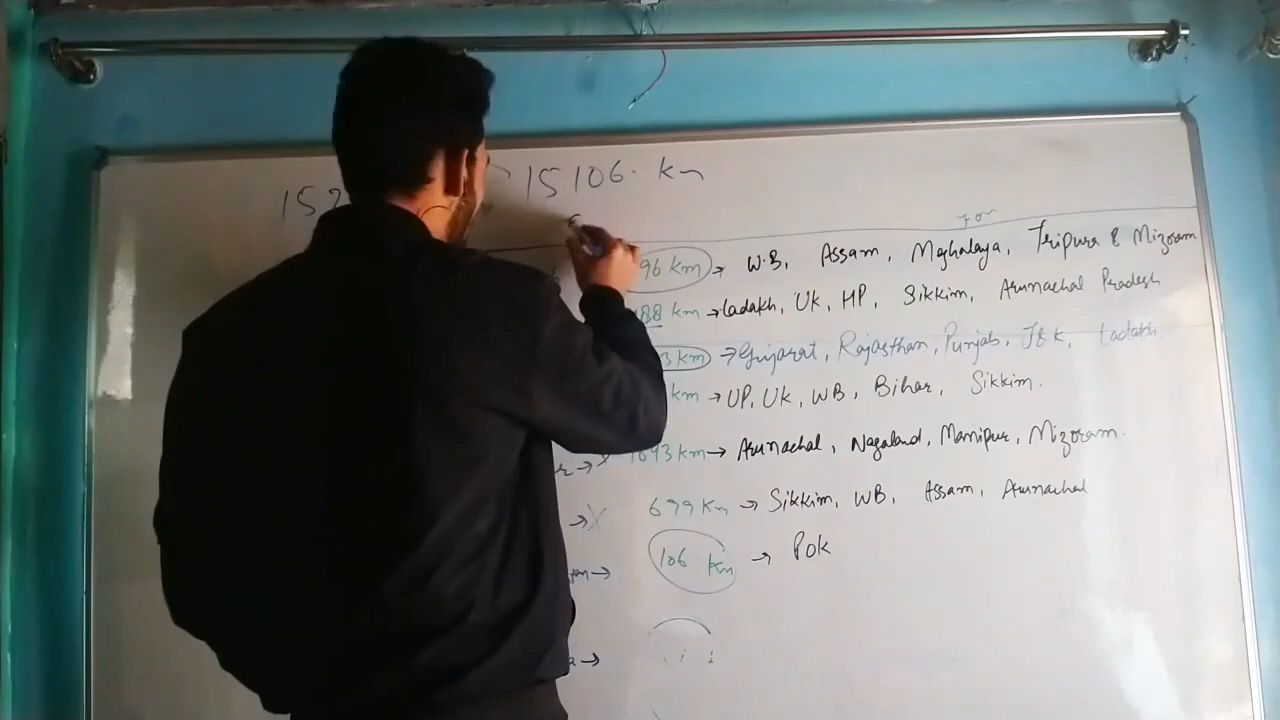 152 15106. km
for
96 km → W.B, Assam, Meghalaya, Tripura & Mizoram
88 km → Ladakh, Uk, HP, Sikkim, Arunachal Pradesh
3 km → Gujarat, Rajasthan, Punjab, J&K, Ladakh
km → UP, Uk, WB, Bihar, Sikkim.
r → X 1643 km → Arunachal, Nagaland, Manipur, Mizoram.
→ X 699 Km → Sikkim, WB, Assam, Arunachal
→ 106 Km → Pok
a →